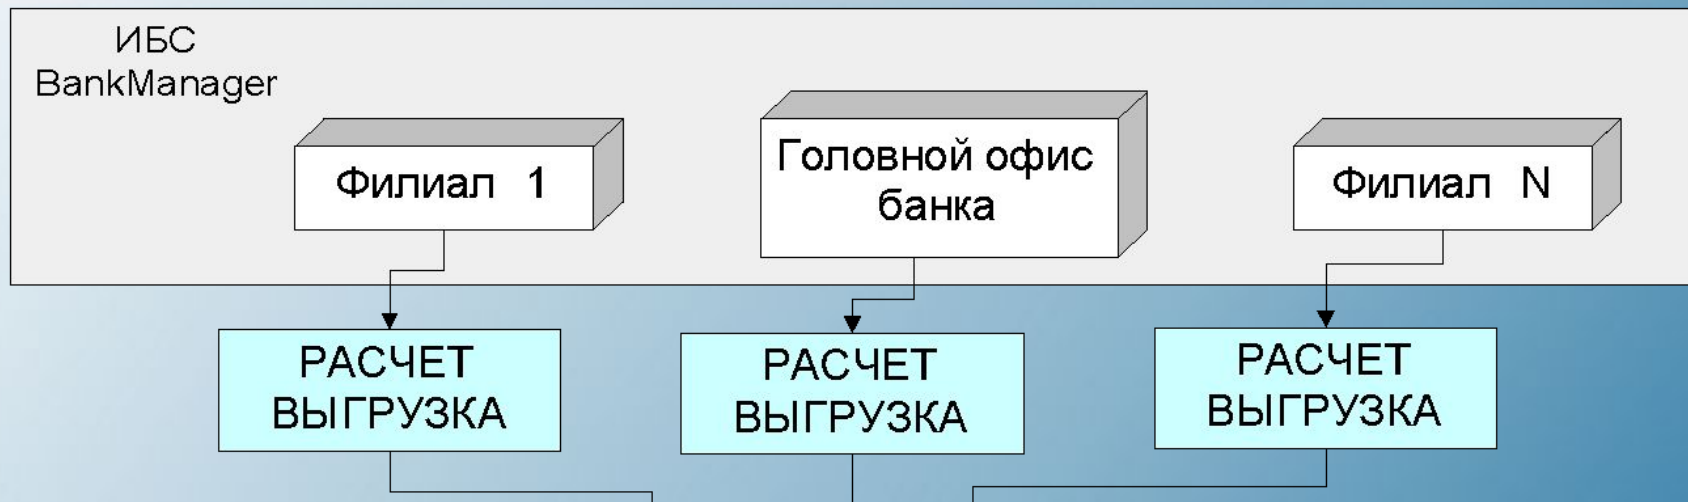 ИБС
BankManager
Филиал 1
Головной офис
банка
Филиал N
РАСЧЕТ
ВЫГРУЗКА
РАСЧЕТ
ВЫГРУЗКА
РАСЧЕТ
ВЫГРУЗКА